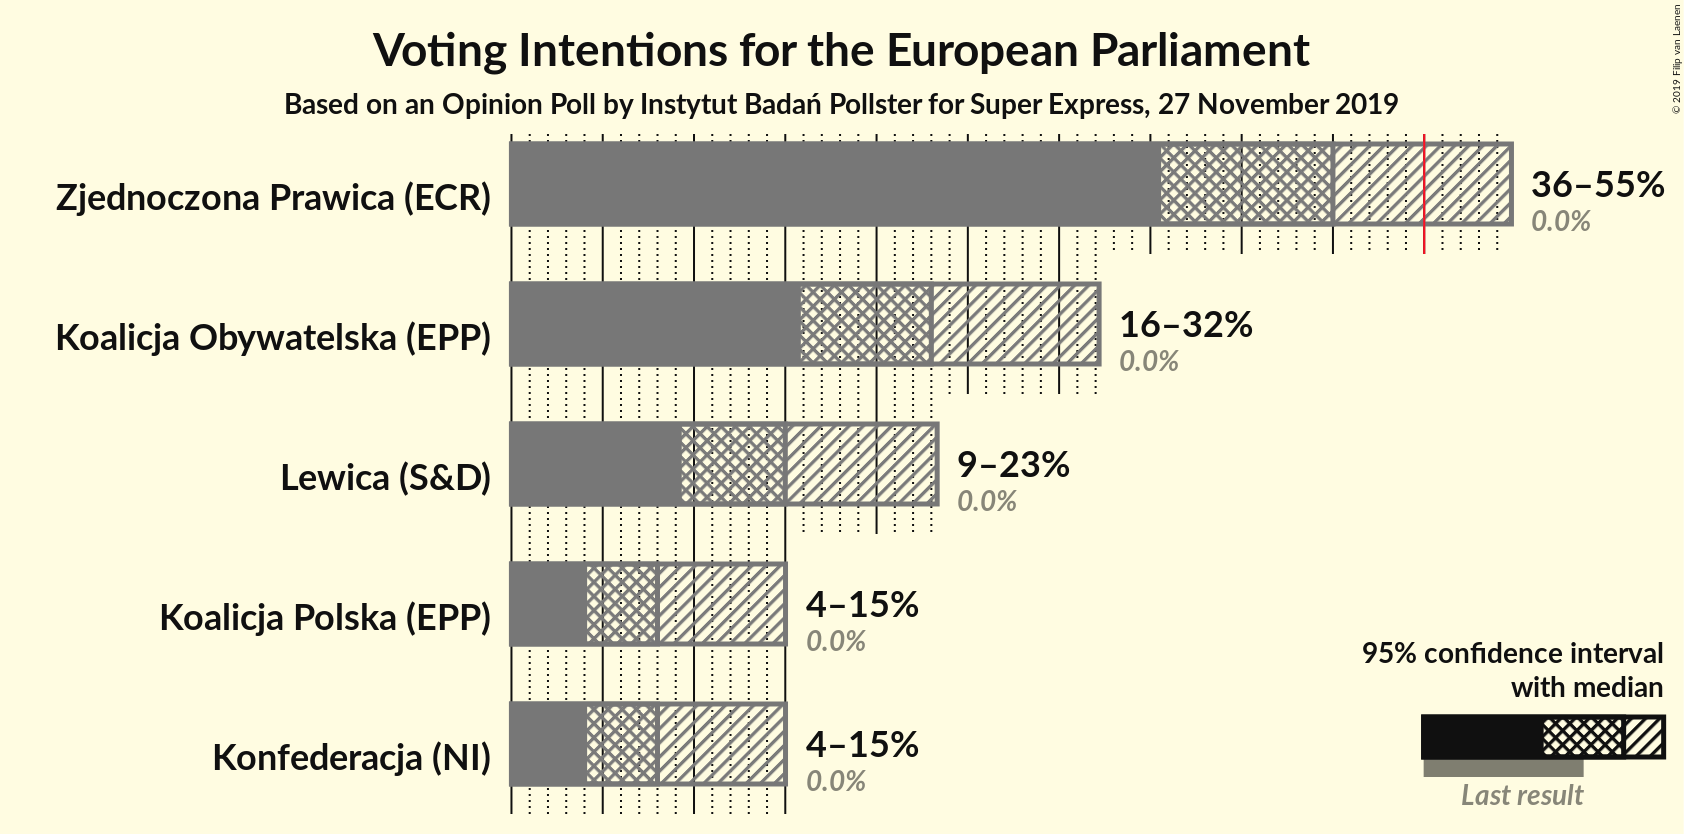 Voting Intentions for the European Parliament
Based on an Opinion Poll by Instytut Badań Pollster for Super Express, 27 November 2019
© 2019 Filip van Laenen
Zjednoczona Prawica (ECR)
36–55%
0.0%
Koalicja Obywatelska (EPP)
16–32%
0.0%
Lewica (S&D)
9–23%
0.0%
Koalicja Polska (EPP)
4–15%
0.0%
Konfederacja (NI)
4–15%
0.0%
95% confidence interval
with median
Last result